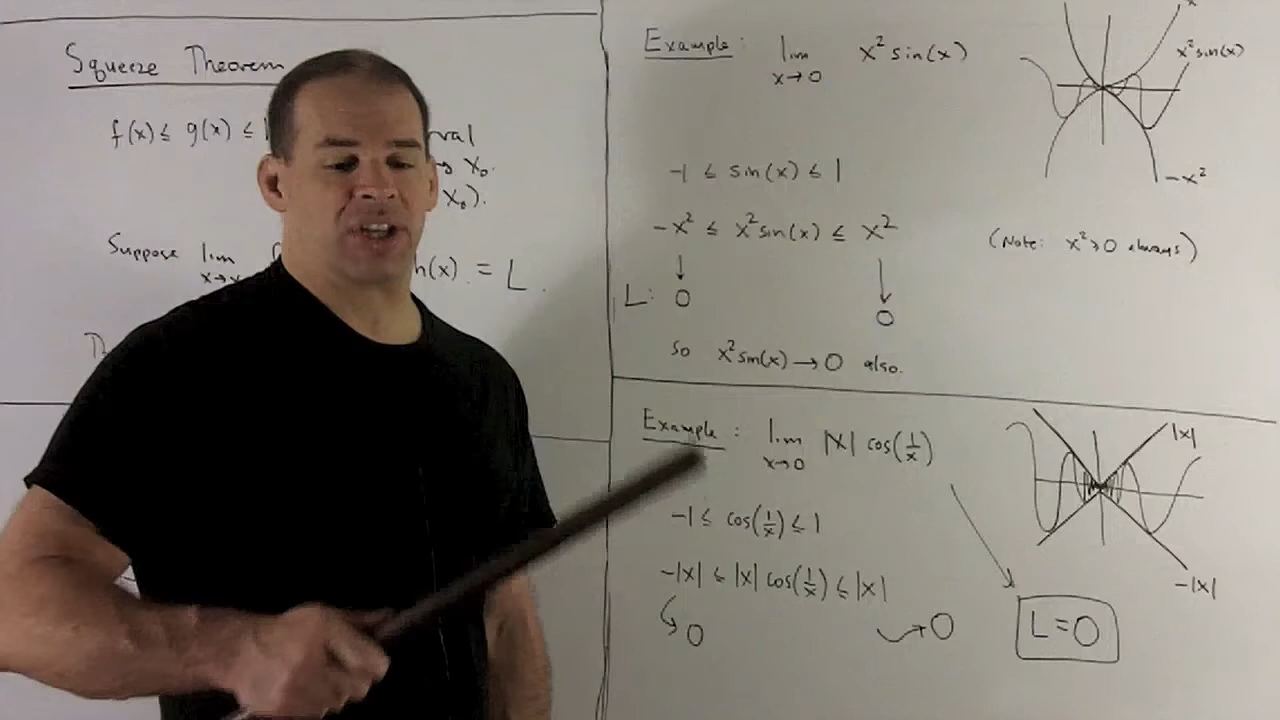 Squeeze Theorem
f(x) ≤ g(x) ≤
→ x₀.
x₀).
Suppose lim
x→x
h(x). = L.
Example: lim x² sin(x)
x→0
-1 ≤ sin(x) ≤ 1
-x² ≤ x²sin(x) ≤ x²
↓ ↓
L: 0 0
so x²sin(x) → 0 also.
x²sin(x)
-x²
(Note: x²≥0 always)
Example: lim |x| cos(1/x)
x→0
-1 ≤ cos(1/x) ≤ 1
-|x| ≤ |x| cos(1/x) ≤ |x|
0 → 0
L=0
|x|
-|x|